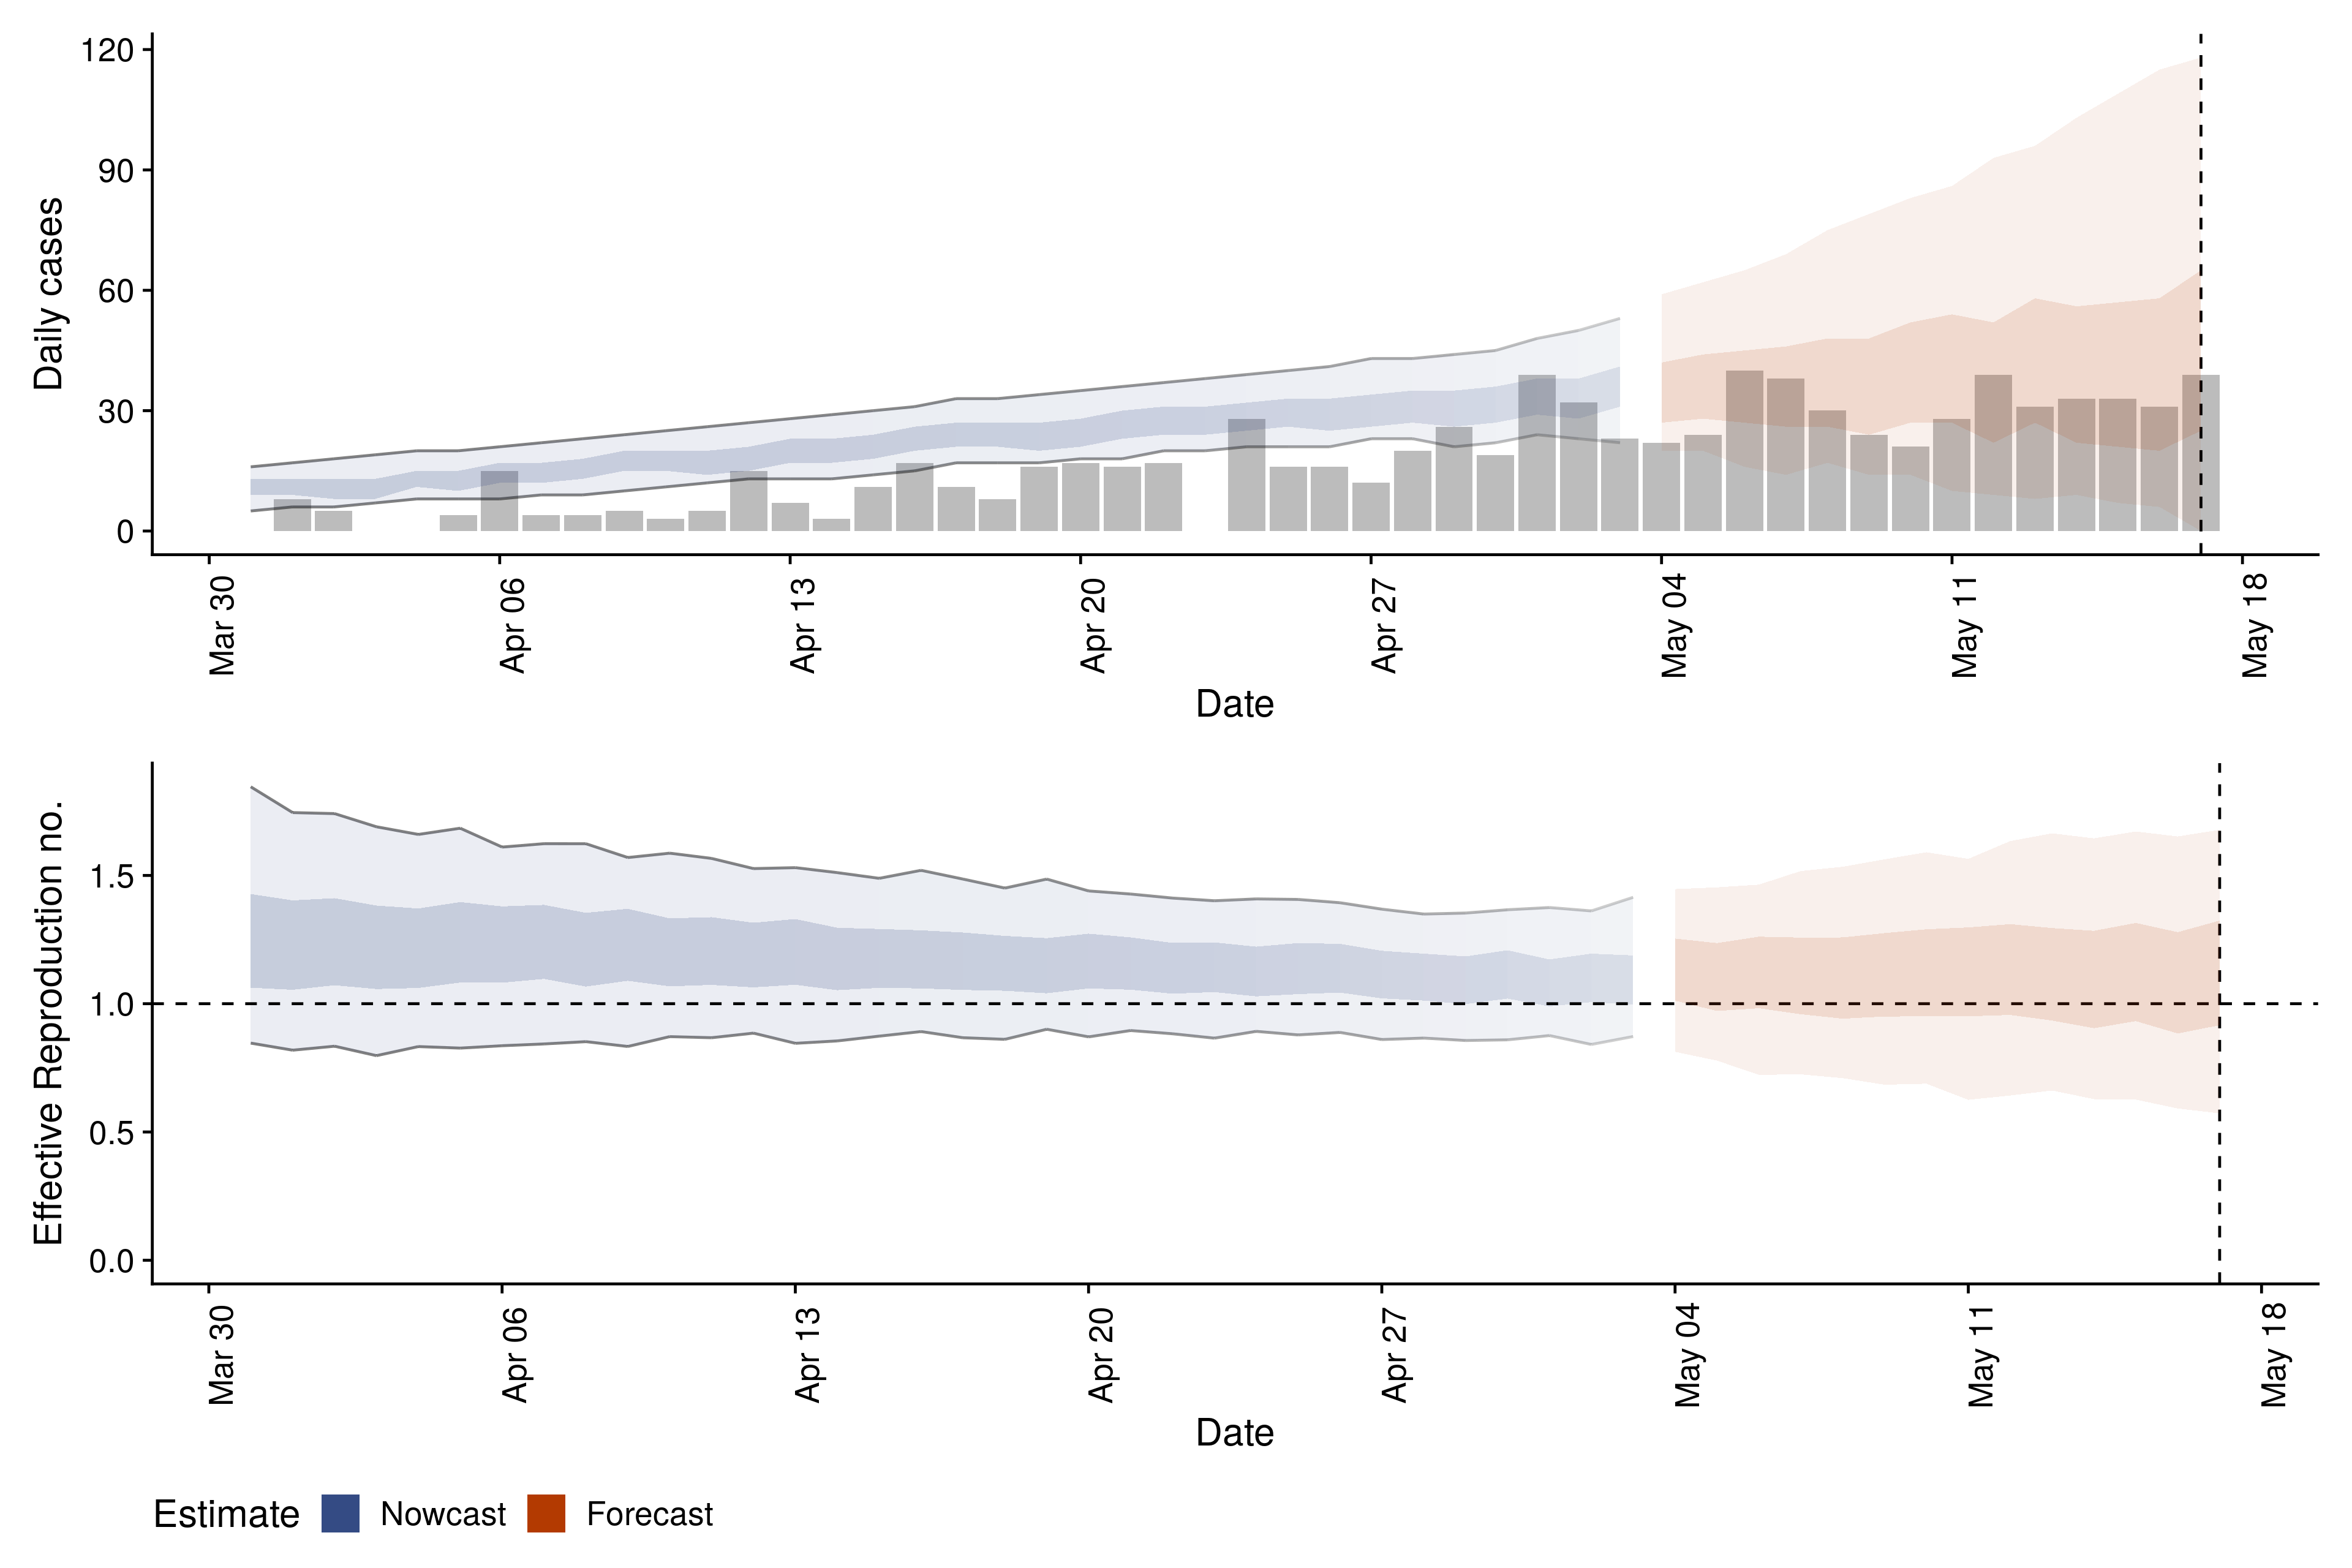 120
90
60
30
0
Daily cases
Mar 30
Apr 06
Apr 13
Apr 20
Apr 27
May 04
May 11
May 18
Date
1.5
1.0
0.5
0.0
Effective Reproduction no.
Mar 30
Apr 06
Apr 13
Apr 20
Apr 27
May 04
May 11
May 18
Date
Estimate Nowcast Forecast